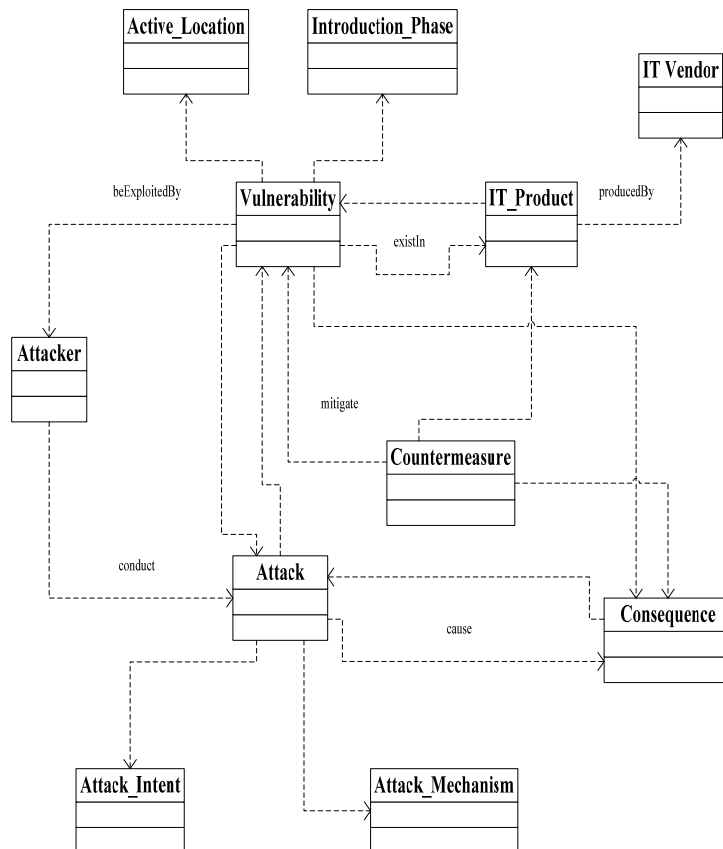 Active_Location
Introduction_Phase
IT Vendor
beExploitedBy
Vulnerability
IT_Product
producedBy
existIn
Attacker
mitigate
Countermeasure
conduct
Attack
Consequence
cause
Attack_Intent
Attack_Mechanism